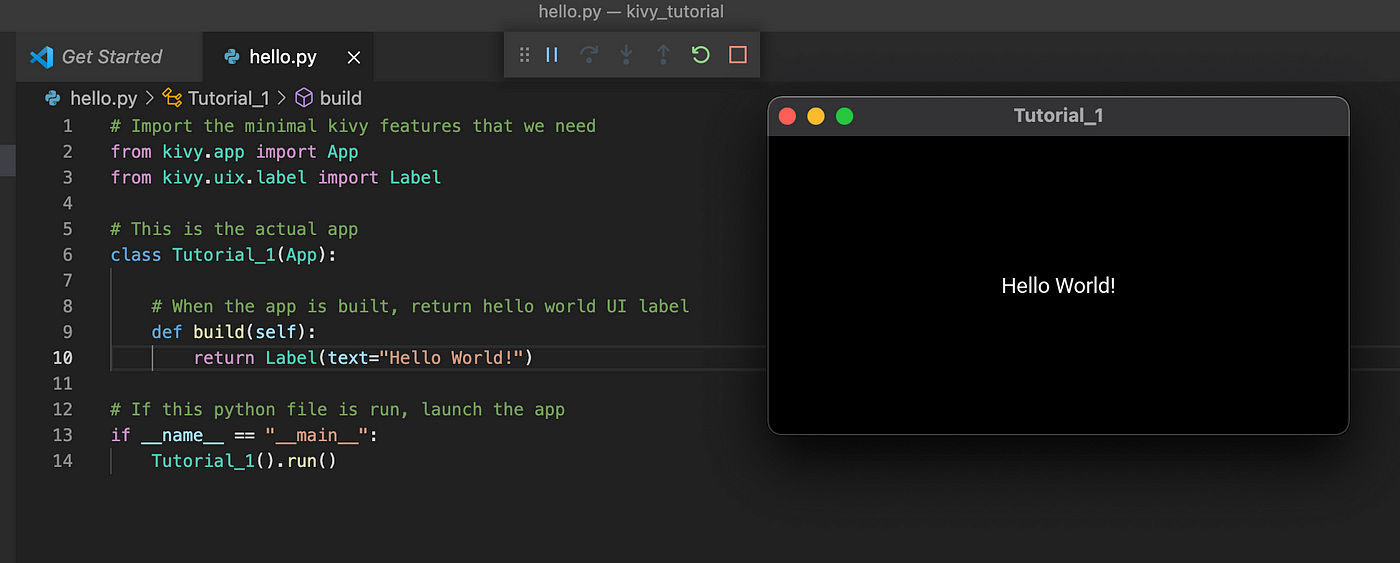 hello.py — kivy_tutorial
Get Started
hello.py
hello.py > Tutorial_1 > build
1 # Import the minimal kivy features that we need
2 from kivy.app import App
3 from kivy.uix.label import Label
4
5 # This is the actual app
6 class Tutorial_1(App):
7
8     # When the app is built, return hello world UI label
9     def build(self):
10         return Label(text="Hello World!")
11
12 # If this python file is run, launch the app
13 if __name__ == "__main__":
14     Tutorial_1().run()
Tutorial_1
Hello World!